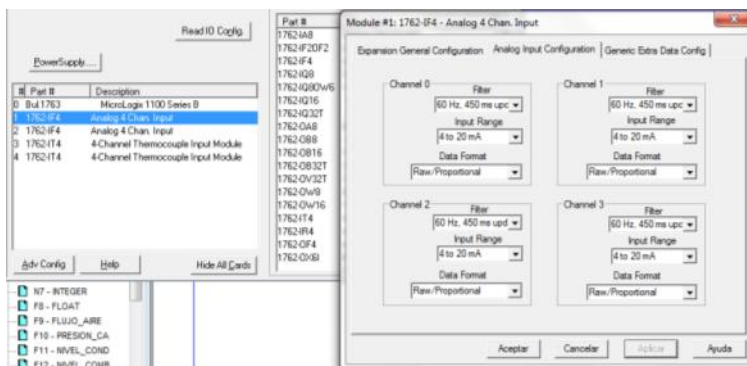 Read IO Config.
PowerSupply....
# Part # Description
0 Bul.1763 MicroLogix 1100 Series B
1 1762-IF4 Analog 4 Chan. Input
2 1762-IF4 Analog 4 Chan. Input
3 1762-IT4 4-Channel Thermocouple Input Module
4 1762-IT4 4-Channel Thermocouple Input Module
Adv Config Help Hide All Cards
N7 - INTEGER
F8 - FLOAT
F9 - FLUJO_AIRE
F10 - PRESION_CA
F11 - NIVEL_COND
F12 - NIVEL_COMB
Part #
1762-IA8
1762-IF2OF2
1762-IF4
1762-IQ8
1762-IQ8OW6
1762-IQ16
1762-IQ32T
1762-OA8
1762-OB8
1762-OB16
1762-OB32T
1762-OV32T
1762-OW8
1762-OW16
1762-IT4
1762-IR4
1762-OF4
1762-OX6I
Module #1: 1762-IF4 - Analog 4 Chan. Input
Expansion General Configuration Analog Input Configuration Generic Extra Data Config
Channel 0
Filter
60 Hz, 450 ms upc
Input Range
4 to 20 mA
Data Format
Raw/Proportional
Channel 1
Filter
60 Hz, 450 ms upc
Input Range
4 to 20 mA
Data Format
Raw/Proportional
Channel 2
Filter
60 Hz, 450 ms upd
Input Range
4 to 20 mA
Data Format
Raw/Proportional
Channel 3
Filter
60 Hz, 450 ms upc
Input Range
4 to 20 mA
Data Format
Raw/Proportional
Aceptar Cancelar Aplicar Ayuda